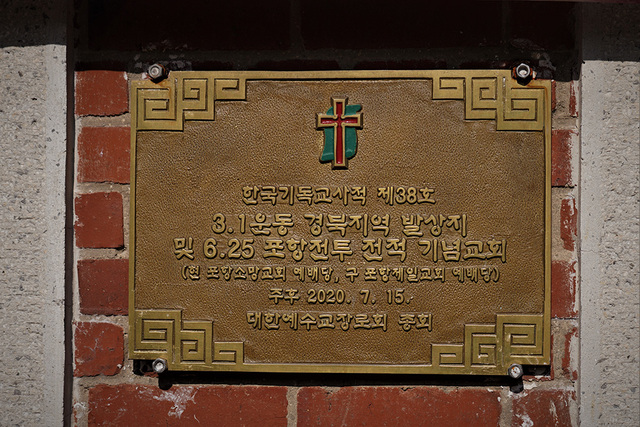 한국기독교사적 제38호
3.1운동 경북지역 발상지
및 6.25 포항전투 전적 기념교회
(현 포항소망교회 예배당, 구 포항제일교회 예배당)
주후 2020. 7. 15.
대한예수교장로회 총회